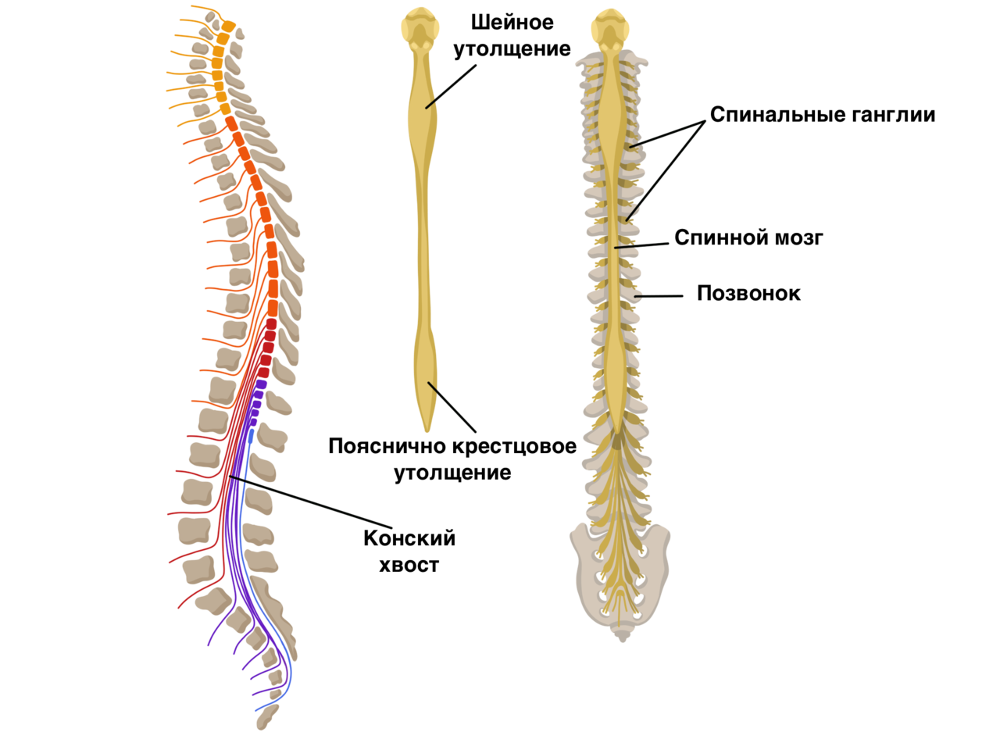 Шейное
утолщение
Спинальные ганглии
Спинной мозг
Позвонок
Пояснично крестцовое
утолщение
Конский
хвост